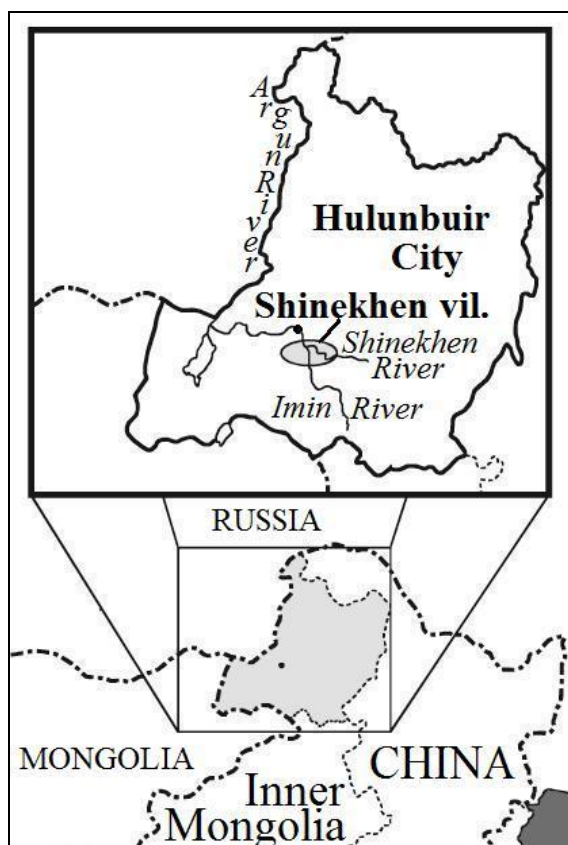 Argun River
Hulunbuir
City
Shinekhen vil.
Shinekhen
River
Imin River
RUSSIA
MONGOLIA
CHINA
Inner
Mongolia